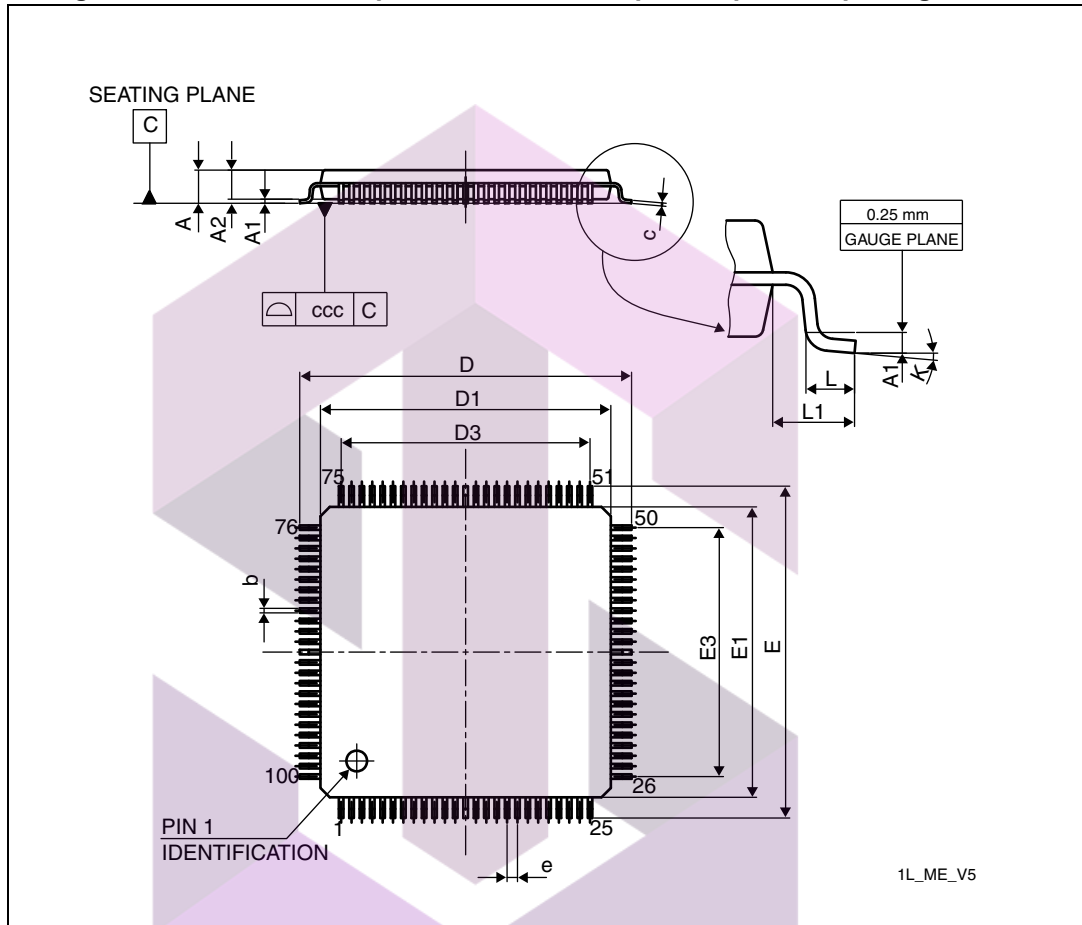 SEATING PLANE
C
A
A2
A1
c
ccc C
0.25 mm
GAUGE PLANE
A1
K
L
L1
D
D1
D3
75
51
76
50
b
E3
E1
E
100
26
PIN 1
IDENTIFICATION
1
25
e
1L_ME_V5